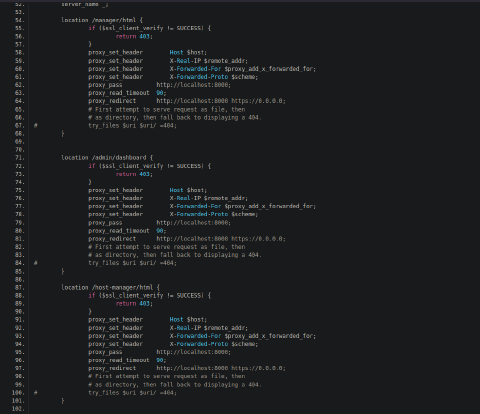 52. server_name _;
53.
54. location /manager/html {
55. if ($ssl_client_verify != SUCCESS) {
56. return 403;
57. }
58. proxy_set_header Host $host;
59. proxy_set_header X-Real-IP $remote_addr;
60. proxy_set_header X-Forwarded-For $proxy_add_x_forwarded_for;
61. proxy_set_header X-Forwarded-Proto $scheme;
62. proxy_pass http://localhost:8080;
63. proxy_read_timeout 90;
64. proxy_redirect http://localhost:8080 https://0.0.0.0;
65. # First attempt to serve request as file, then
66. # as directory, then fall back to displaying a 404.
67. # try_files $uri $uri/ =404;
68. }
69.
70.
71. location /admin/dashboard {
72. if ($ssl_client_verify != SUCCESS) {
73. return 403;
74. }
75. proxy_set_header Host $host;
76. proxy_set_header X-Real-IP $remote_addr;
77. proxy_set_header X-Forwarded-For $proxy_add_x_forwarded_for;
78. proxy_set_header X-Forwarded-Proto $scheme;
79. proxy_pass http://localhost:8080;
80. proxy_read_timeout 90;
81. proxy_redirect http://localhost:8080 https://0.0.0.0;
82. # First attempt to serve request as file, then
83. # as directory, then fall back to displaying a 404.
84. # try_files $uri $uri/ =404;
85. }
86.
87. location /host-manager/html {
88. if ($ssl_client_verify != SUCCESS) {
89. return 403;
90. }
91. proxy_set_header Host $host;
92. proxy_set_header X-Real-IP $remote_addr;
93. proxy_set_header X-Forwarded-For $proxy_add_x_forwarded_for;
94. proxy_set_header X-Forwarded-Proto $scheme;
95. proxy_pass http://localhost:8080;
96. proxy_read_timeout 90;
97. proxy_redirect http://localhost:8080 https://0.0.0.0;
98. # First attempt to serve request as file, then
99. # as directory, then fall back to displaying a 404.
100. # try_files $uri $uri/ =404;
101. }
102.